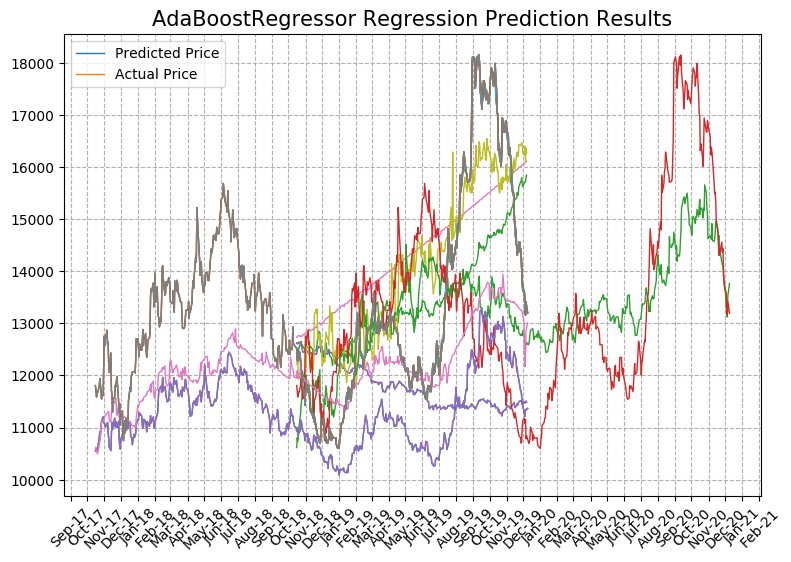 AdaBoostRegressor Regression Prediction Results
Predicted Price
Actual Price
18000
17000
16000
15000
14000
13000
12000
11000
10000
Sep-17
Oct-17
Nov-17
Dec-17
Jan-18
Feb-18
Mar-18
Apr-18
May-18
Jun-18
Jul-18
Aug-18
Sep-18
Oct-18
Nov-18
Dec-18
Jan-19
Feb-19
Mar-19
Apr-19
May-19
Jun-19
Jul-19
Aug-19
Sep-19
Oct-19
Nov-19
Dec-19
Jan-20
Feb-20
Mar-20
Apr-20
May-20
Jun-20
Jul-20
Aug-20
Sep-20
Oct-20
Nov-20
Dec-20
Jan-21
Feb-21